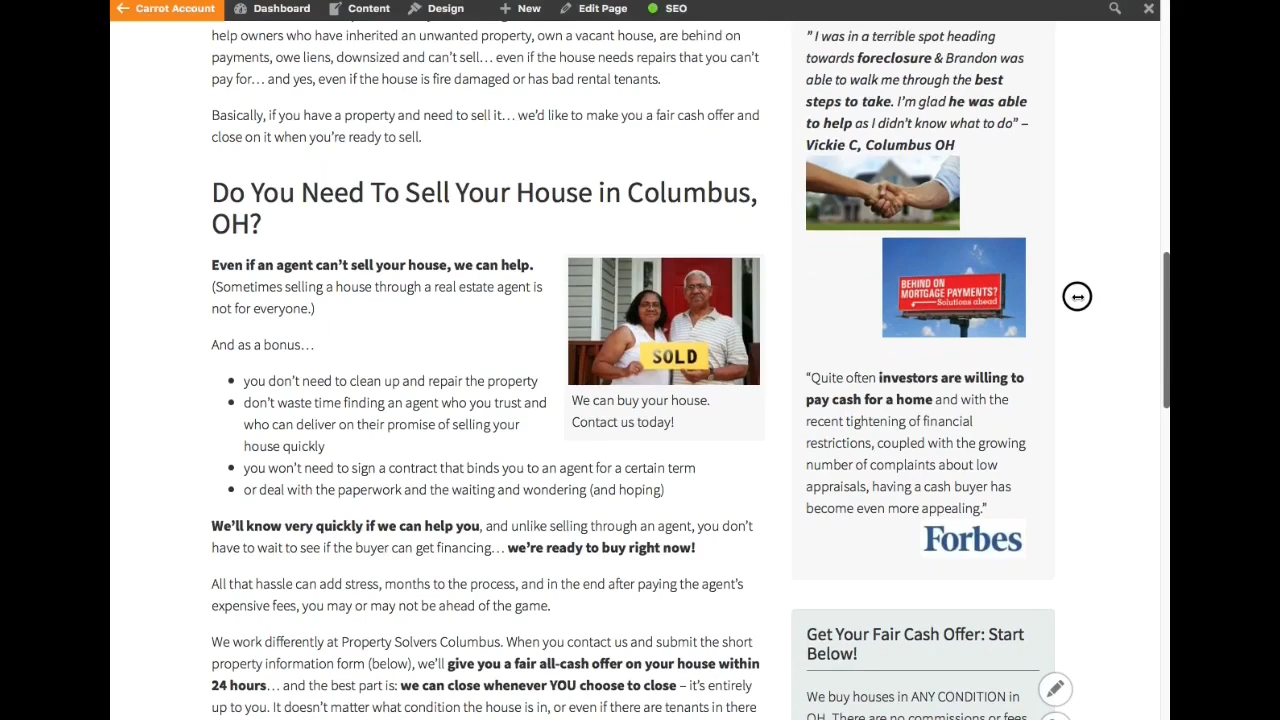 Carrot Account Dashboard Content Design New Edit Page SEO
help owners who have inherited an unwanted property, own a vacant house, are behind on
payments, owe liens, downsized and can't sell… even if the house needs repairs that you can't
pay for… and yes, even if the house is fire damaged or has bad rental tenants.
Basically, if you have a property and need to sell it… we'd like to make you a fair cash offer and
close on it when you're ready to sell.
Do You Need To Sell Your House in Columbus,
OH?
Even if an agent can't sell your house, we can help.
(Sometimes selling a house through a real estate agent is
not for everyone.)
And as a bonus…
you don't need to clean up and repair the property
don't waste time finding an agent who you trust and
who can deliver on their promise of selling your
house quickly
you won't need to sign a contract that binds you to an agent for a certain term
or deal with the paperwork and the waiting and wondering (and hoping)
SOLD
We can buy your house.
Contact us today!
We'll know very quickly if we can help you, and unlike selling through an agent, you don't
have to wait to see if the buyer can get financing… we're ready to buy right now!
All that hassle can add stress, months to the process, and in the end after paying the agent's
expensive fees, you may or may not be ahead of the game.
We work differently at Property Solvers Columbus. When you contact us and submit the short
property information form (below), we'll give you a fair all-cash offer on your house within
24 hours… and the best part is: we can close whenever YOU choose to close – it's entirely
up to you. It doesn't matter what condition the house is in, or even if there are tenants in there
" I was in a terrible spot heading
towards foreclosure & Brandon was
able to walk me through the best
steps to take. I'm glad he was able
to help as I didn't know what to do" –
Vickie C, Columbus OH
BEHIND ON
MORTGAGE PAYMENTS?
Solutions ahead
"Quite often investors are willing to
pay cash for a home and with the
recent tightening of financial
restrictions, coupled with the growing
number of complaints about low
appraisals, having a cash buyer has
become even more appealing."
Forbes
Get Your Fair Cash Offer: Start
Below!
We buy houses in ANY CONDITION in
OH. There are no commissions or fees